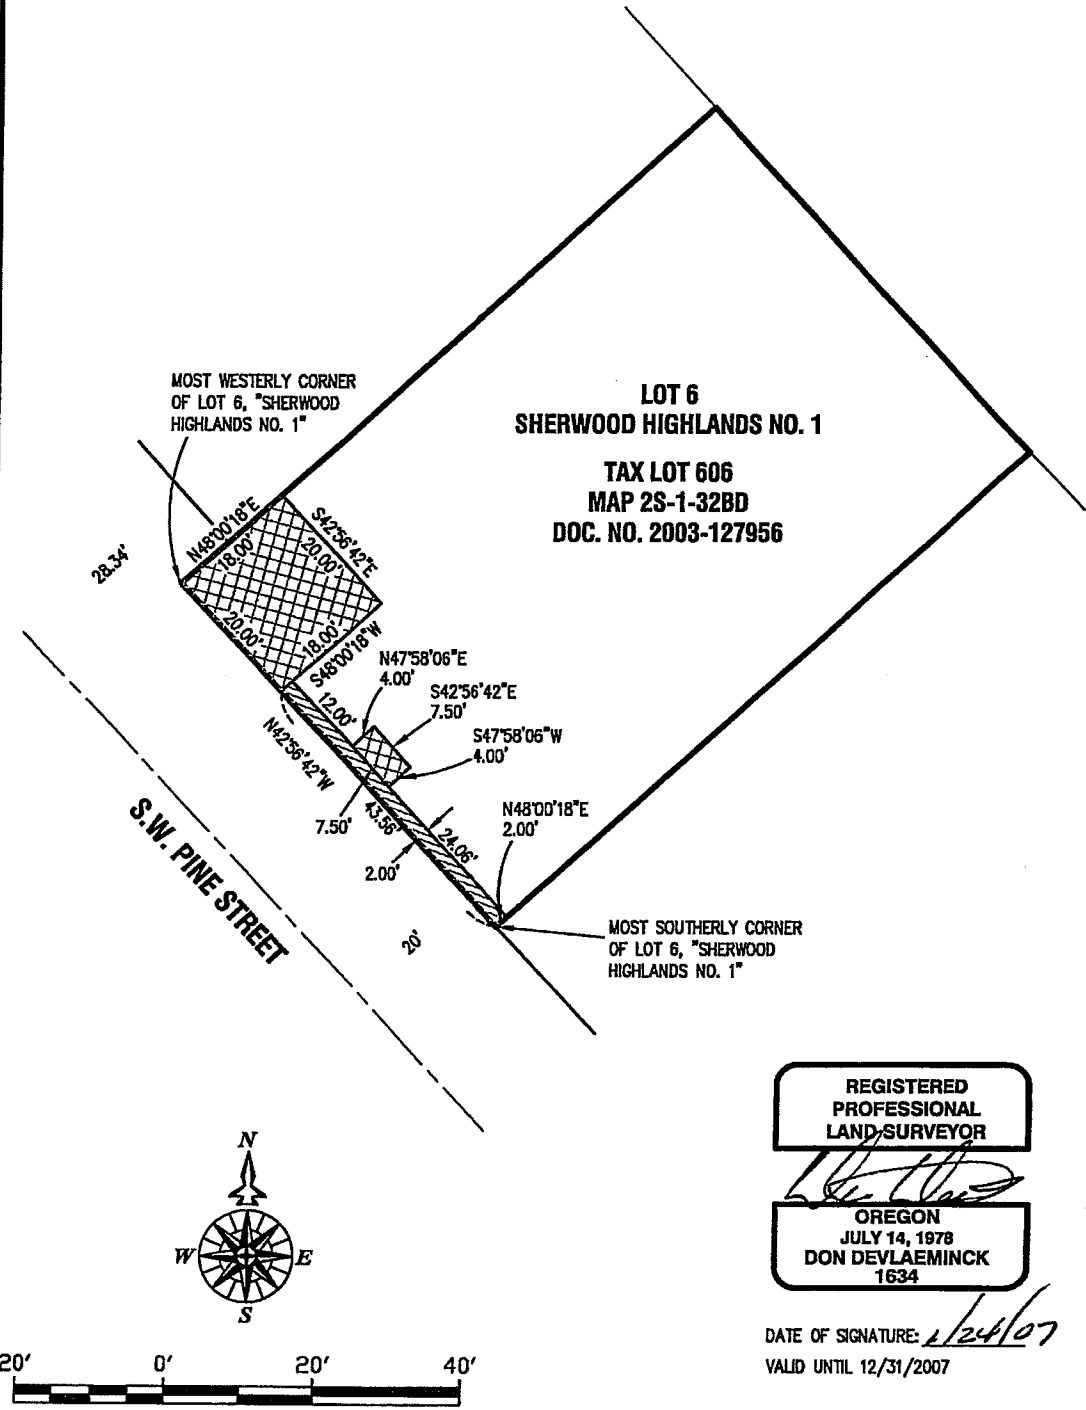 LOT 6
SHERWOOD HIGHLANDS NO. 1
TAX LOT 606
MAP 2S-1-32BD
DOC. NO. 2003-127956
MOST WESTERLY CORNER
OF LOT 6, "SHERWOOD
HIGHLANDS NO. 1"
N48°00'18"E
18.00'
S42°56'42"E
20.00'
28.34'
20.00'
18.00'
S48°00'18"W
N47°58'06"E
4.00'
S42°56'42"E
7.50'
S47°58'06"W
4.00'
12.00'
N42°56'42"W
7.50'
43.56'
24.06'
2.00'
N48°00'18"E
2.00'
S.W. PINE STREET
20'
MOST SOUTHERLY CORNER
OF LOT 6, "SHERWOOD
HIGHLANDS NO. 1"
N
W E
S
20' 0' 20' 40'
REGISTERED
PROFESSIONAL
LAND SURVEYOR
OREGON
JULY 14, 1978
DON DEVLAEMINCK
1634
DATE OF SIGNATURE: 1/24/07
VALID UNTIL 12/31/2007